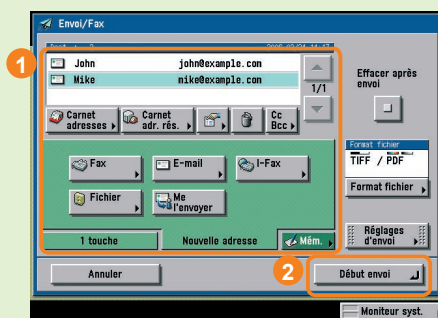 Envoi/Fax
1
John john@example.com
Mike mike@example.com
1/1
Effacer après
envoi
Carnet
adresses
Carnet
adr. rés.
Cc
Bcc
Format fichier
TIFF / PDF
Fax
E-mail
I-Fax
Format fichier
Fichier
Me
l'envoyer
Réglages
d'envoi
1 touche
Nouvelle adresse
Mém.
2
Annuler
Début envoi
Moniteur syst.